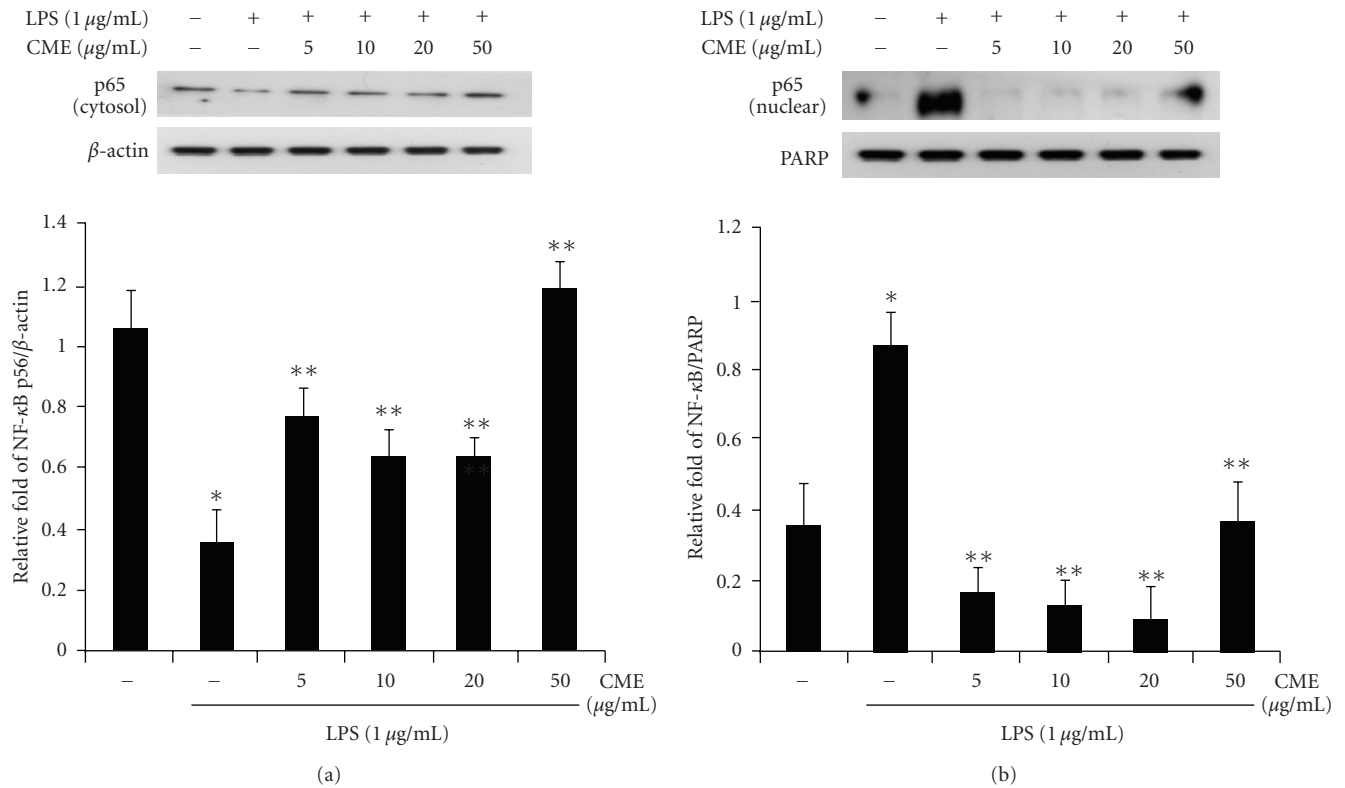 LPS (1 μg/mL) − + + + + +
CME (μg/mL) − − 5 10 20 50
p65
(cytosol)
β-actin
1.4
1.2
1
0.8
0.6
0.4
0.2
0
Relative fold of NF-κB p56/β-actin
* ** ** ** ** **
− − 5 10 20 50 CME
(μg/mL)
LPS (1 μg/mL)
(a)
LPS (1 μg/mL) − + + + + +
CME (μg/mL) − − 5 10 20 50
p65
(nuclear)
PARP
1.2
1
0.8
0.6
0.4
0.2
0
Relative fold of NF-κB/PARP
* ** ** ** **
− − 5 10 20 50 CME
(μg/mL)
LPS (1 μg/mL)
(b)